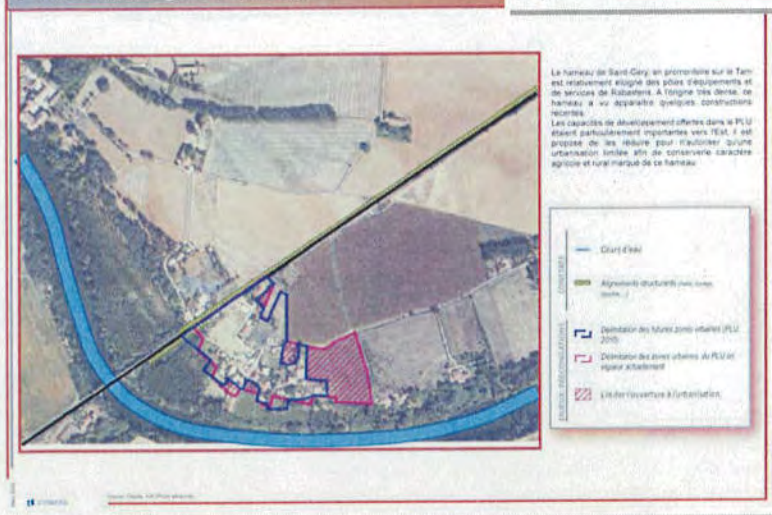 Le hameau de Saint-Géry, en promontoire sur le Tarn
est relativement éloigné des pôles d'équipements et
de services de Rabastens. A l'origine très dense, ce
hameau a vu apparaître quelques constructions
récentes.
Les capacités de développement offertes dans le PLU
étaient particulièrement importantes vers l'Est, il est
proposé de les réduire pour n'autoriser qu'une
urbanisation limitée afin de conserver le caractère
agricole et rural marqué de ce hameau.
CONSTATS
Cours d'eau
Alignements structurants
ENJEUX PRÉCONISATIONS
Délimitation des futures zones urbaines (PLU
2010)
Délimitation des zones urbaines du PLU en
vigueur actuellement
Limiter l'ouverture à l'urbanisation